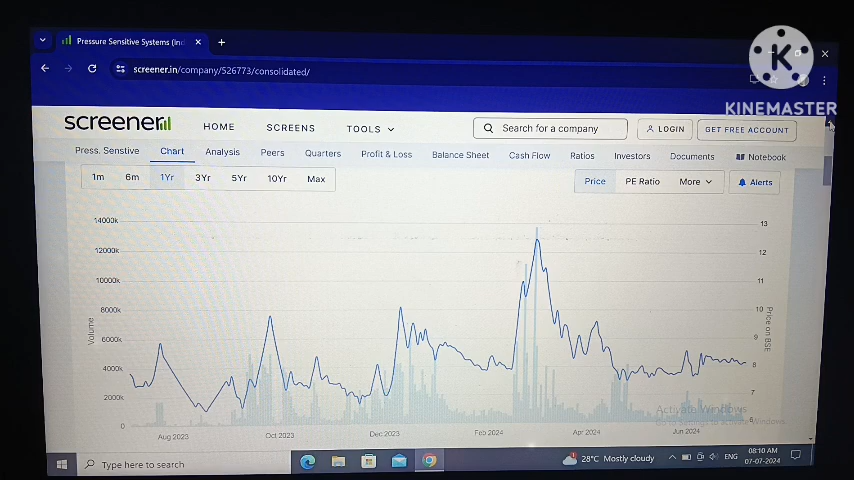 Pressure Sensitive Systems (Ind
screener.in/company/526773/consolidated/
KINEMASTER
screener
HOME
SCREENS
TOOLS
Search for a company
LOGIN
GET FREE ACCOUNT
Press. Senstive
Chart
Analysis
Peers
Quarters
Profit & Loss
Balance Sheet
Cash Flow
Ratios
Investors
Documents
Notebook
1m
6m
1Yr
3Yr
5Yr
10Yr
Max
Price
PE Ratio
More
Alerts
14000k
13
12000k
12
10000k
11
8000k
10
6000k
9
4000k
8
2000k
7
0
6
Volume
Price on BSE
Aug 2023
Oct 2023
Dec 2023
Feb 2024
Apr 2024
Jun 2024
Activate Windows
Type here to search
28°C Mostly cloudy
ENG
08:10 AM
07-07-2024